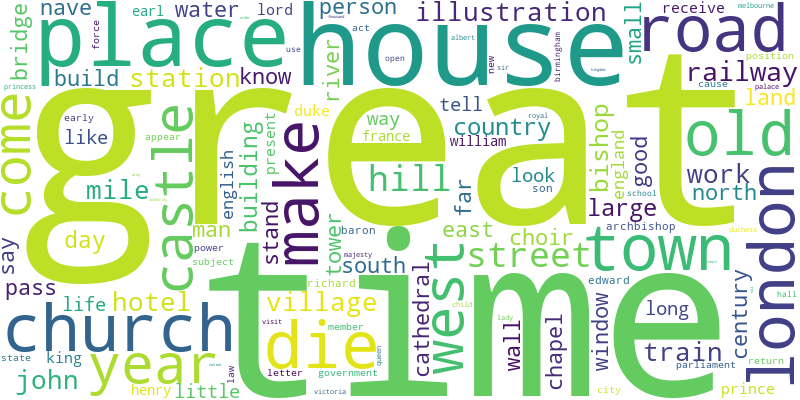 nave earl water lord person illustration small road
bridge place house act force new open use albert sir birmingham receive
princess build station know river tell cause position melbourne
great railway land
come early like castle duke way france country william old palace
appear mile english building present hill look son bishop england good work north
say day man stand make far large archbishop school royal
pass power subject tower baron south east choir street town
life hotel village richard majesty west cathedral edward long century london
church time member die wall chapel window train hall
state king year visit law letter government queen child lady parliament return
john henry little victoria city prince duchess